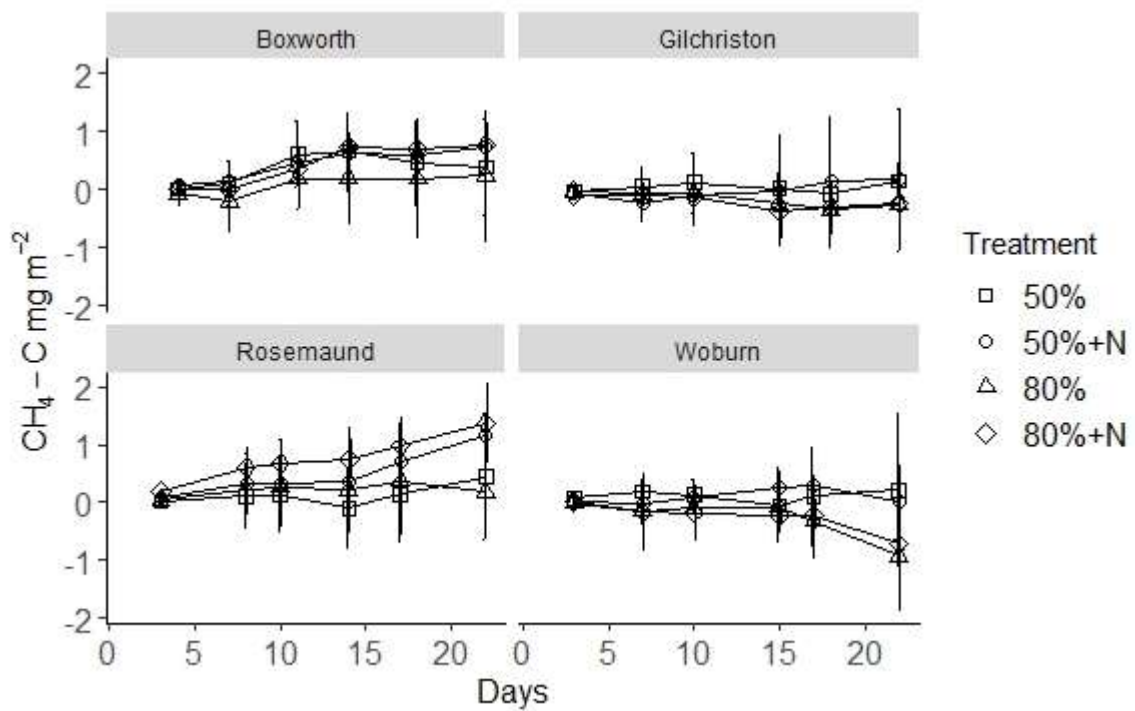 Boxworth
Gilchriston
2
1
0
-1
-2
Rosemaund
Woburn
2
1
0
-1
-2
0 5 10 15 20 0 5 10 15 20
Days
CH₄ – C mg m⁻²
Treatment
50%
50%+N
80%
80%+N